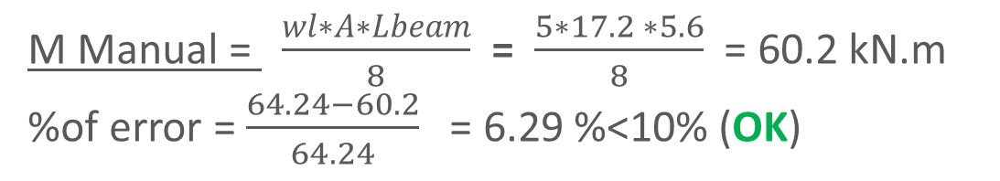 M Manual = wl*A*Lbeam/8 = 5*17.2 *5.6/8 = 60.2 kN.m
%of error = 64.24−60.2/64.24 = 6.29 %<10% (OK)